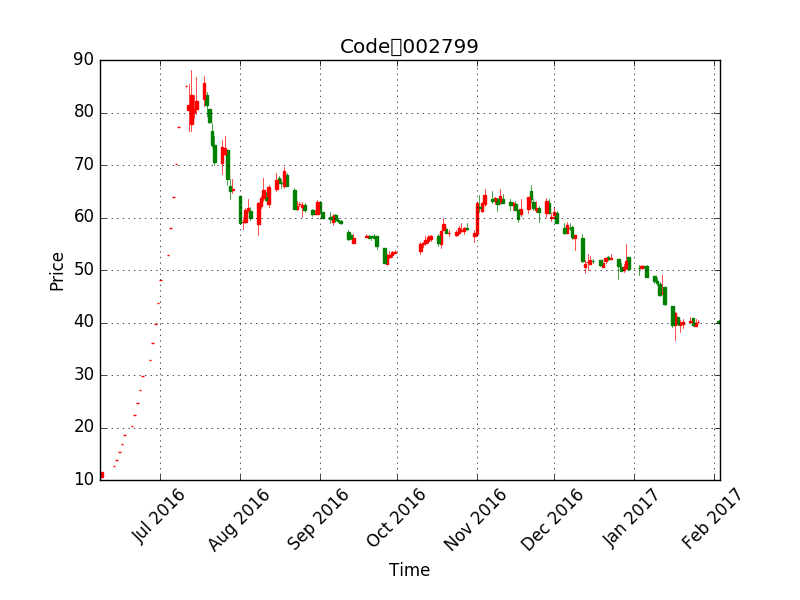 Code▯002799
90
80
70
60
50
40
30
20
10
Price
Jul 2016
Aug 2016
Sep 2016
Oct 2016
Nov 2016
Dec 2016
Jan 2017
Feb 2017
Time